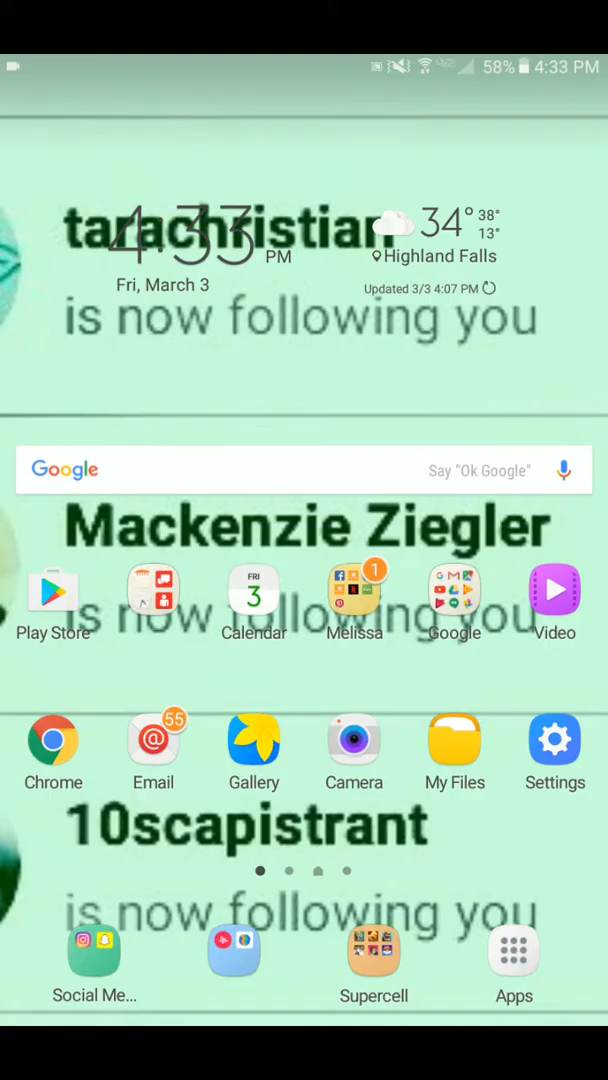 58% 4:33 PM
tarachristian
4:33 PM
34° 38°
13°
Highland Falls
Fri, March 3
Updated 3/3 4:07 PM
is now following you
Google Say "Ok Google"
Mackenzie Ziegler
FRI
3
1
is now following you
Play Store Calendar Melissa Google Video
55
Chrome Email Gallery Camera My Files Settings
10scapistrant
is now following you
Social Me... Supercell Apps